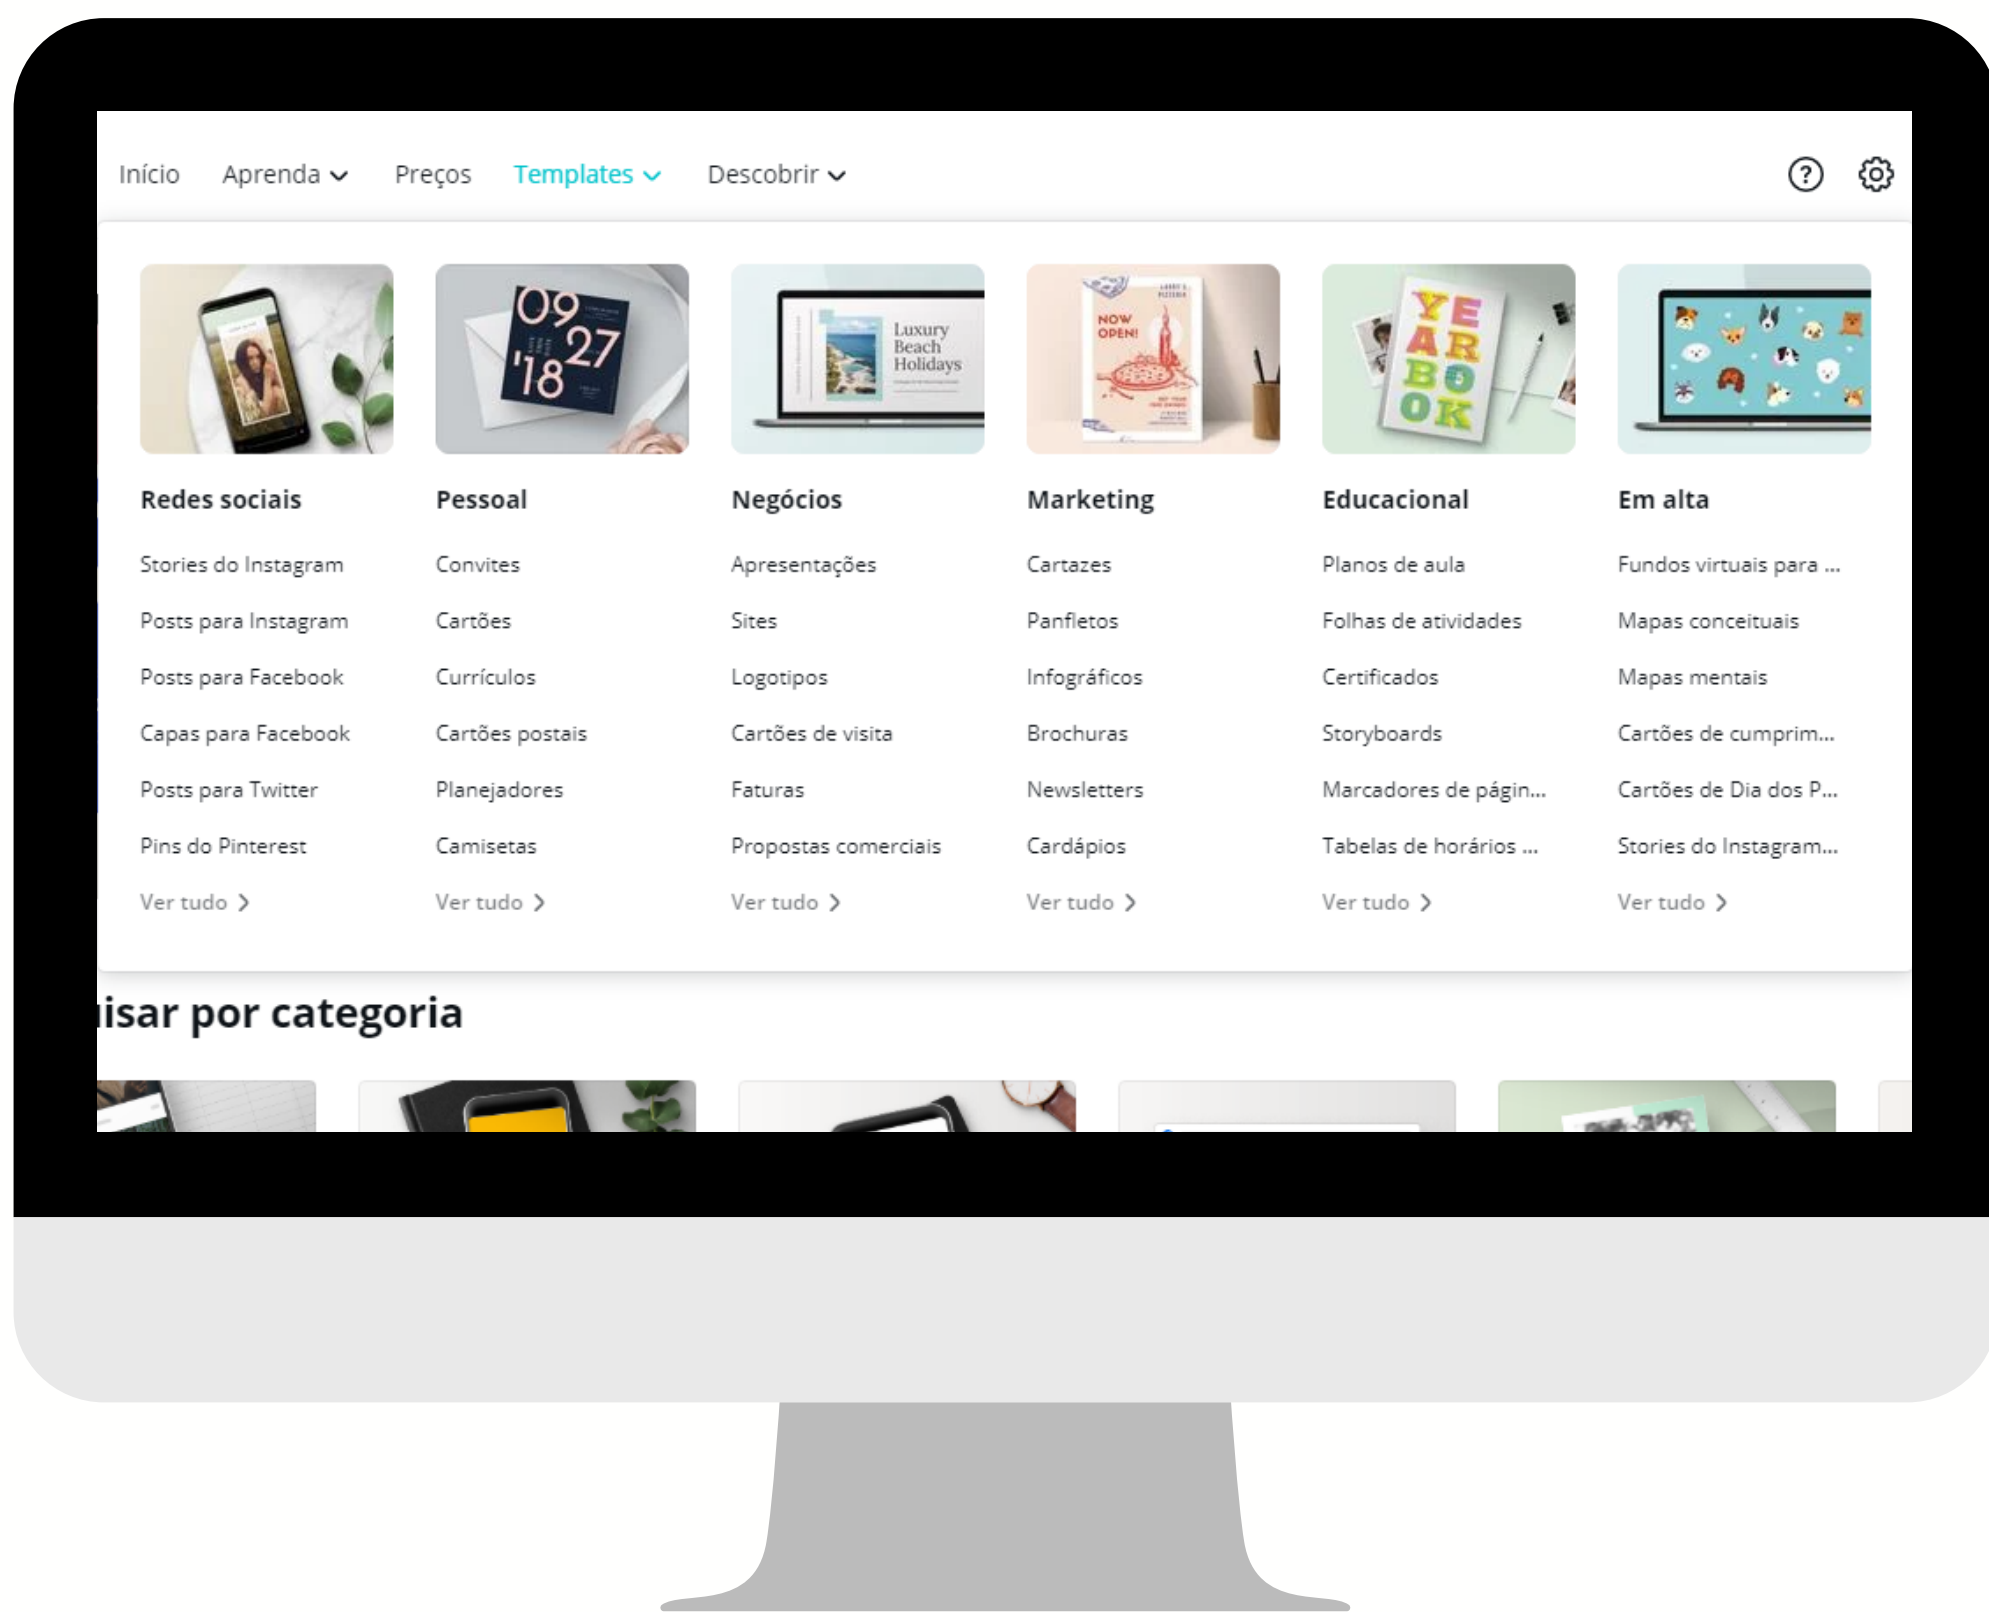 Início Aprenda Preços Templates Descobrir ?
09
27
'18
Luxury
Beach
Holidays
LARRY'S
PIZZERIA
NOW
OPEN!
YE
AR
BO
OK
Redes sociais
Stories do Instagram
Posts para Instagram
Posts para Facebook
Capas para Facebook
Posts para Twitter
Pins do Pinterest
Ver tudo
Pessoal
Convites
Cartões
Currículos
Cartões postais
Planejadores
Camisetas
Ver tudo
Negócios
Apresentações
Sites
Logotipos
Cartões de visita
Faturas
Propostas comerciais
Ver tudo
Marketing
Cartazes
Panfletos
Infográficos
Brochuras
Newsletters
Cardápios
Ver tudo
Educacional
Planos de aula
Folhas de atividades
Certificados
Storyboards
Marcadores de págin...
Tabelas de horários ...
Ver tudo
Em alta
Fundos virtuais para ...
Mapas conceituais
Mapas mentais
Cartões de cumprim...
Cartões de Dia dos P...
Stories do Instagram...
Ver tudo
isar por categoria